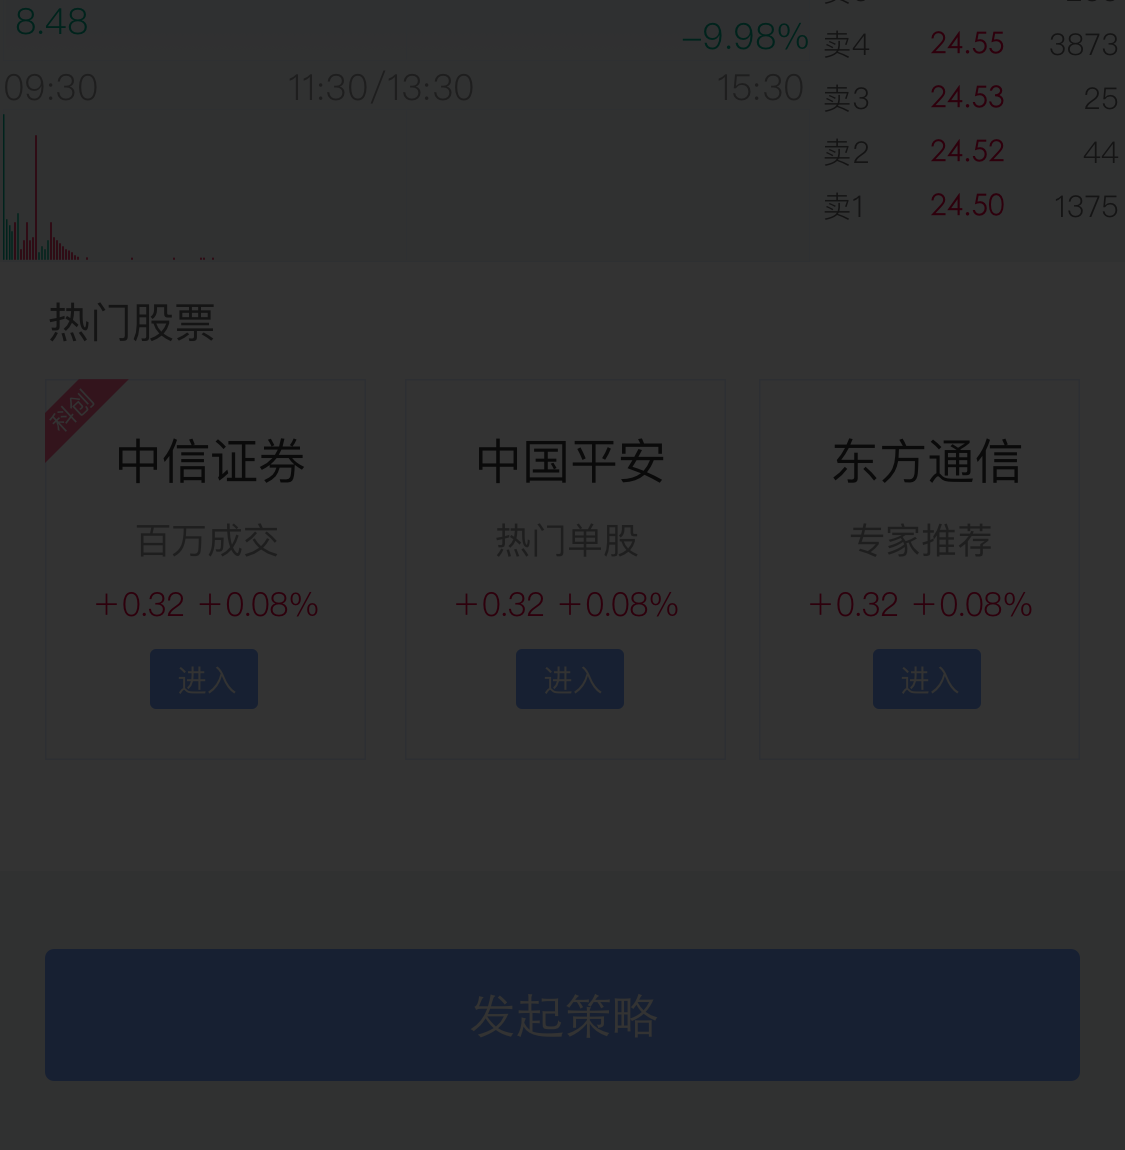 8.48
-9.98%
卖4 24.55 3873
09:30 11:30/13:30 15:30
卖3 24.53 25
卖2 24.52 44
卖1 24.50 1375
热门股票
科创
中信证券 中国平安 东方通信
百万成交 热门单股 专家推荐
+0.32 +0.08% +0.32 +0.08% +0.32 +0.08%
进入 进入 进入
发起策略